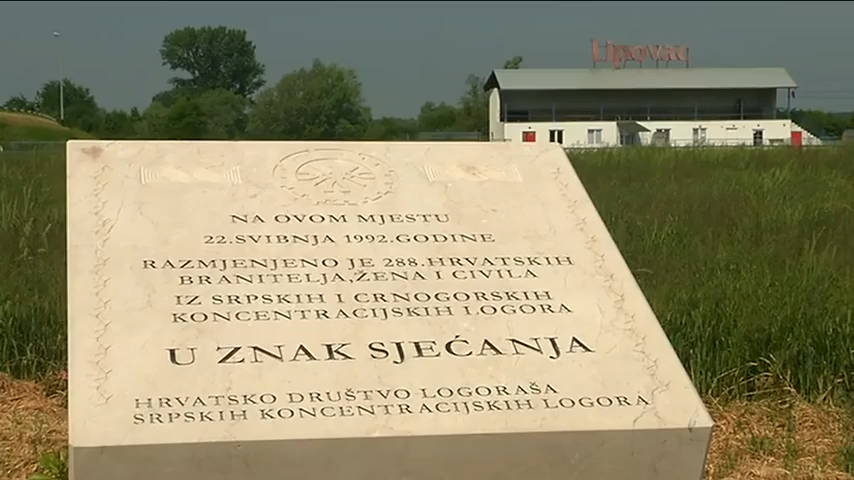 Lipovac
NA OVOM MJESTU
22.SVIBNJA 1992.GODINE
RAZMJENJENO JE 288.HRVATSKIH
BRANITELJA,ŽENA I CIVILA
IZ SRPSKIH I CRNOGORSKIH
KONCENTRACIJSKIH LOGORA
U ZNAK SJEĆANJA
HRVATSKO DRUŠTVO LOGORAŠA
SRPSKIH KONCENTRACIJSKIH LOGORA